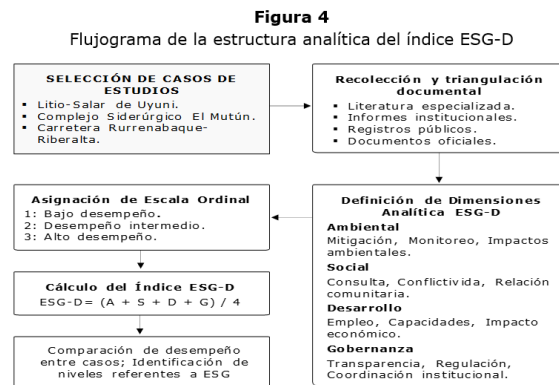 Figura 4
Flujograma de la estructura analítica del índice ESG-D
SELECCIÓN DE CASOS DE
ESTUDIOS
▪ Litio-Salar de Uyuni.
▪ Complejo Siderúrgico El Mutún.
▪ Carretera Rurrenabaque-
Riberalta.
Recolección y triangulación
documental
▪ Literatura especializada.
▪ Informes institucionales.
▪ Registros públicos.
▪ Documentos oficiales.
Definición de Dimensiones
Analítica ESG-D
Ambiental
Mitigación, Monitoreo, Impactos
ambientales.
Social
Consulta, Conflictivida, Relación
comunitaria.
Desarrollo
Empleo, Capacidades, Impacto
económico.
Gobernanza
Transparencia, Regulación,
Coordinación institucional.
Asignación de Escala Ordinal
1: Bajo desempeño.
2: Desempeño intermedio.
3: Alto desempeño.
Cálculo del Índice ESG-D
ESG-D= (A + S + D + G) / 4
Comparación de desempeño
entre casos; Identificación de
niveles referentes a ESG